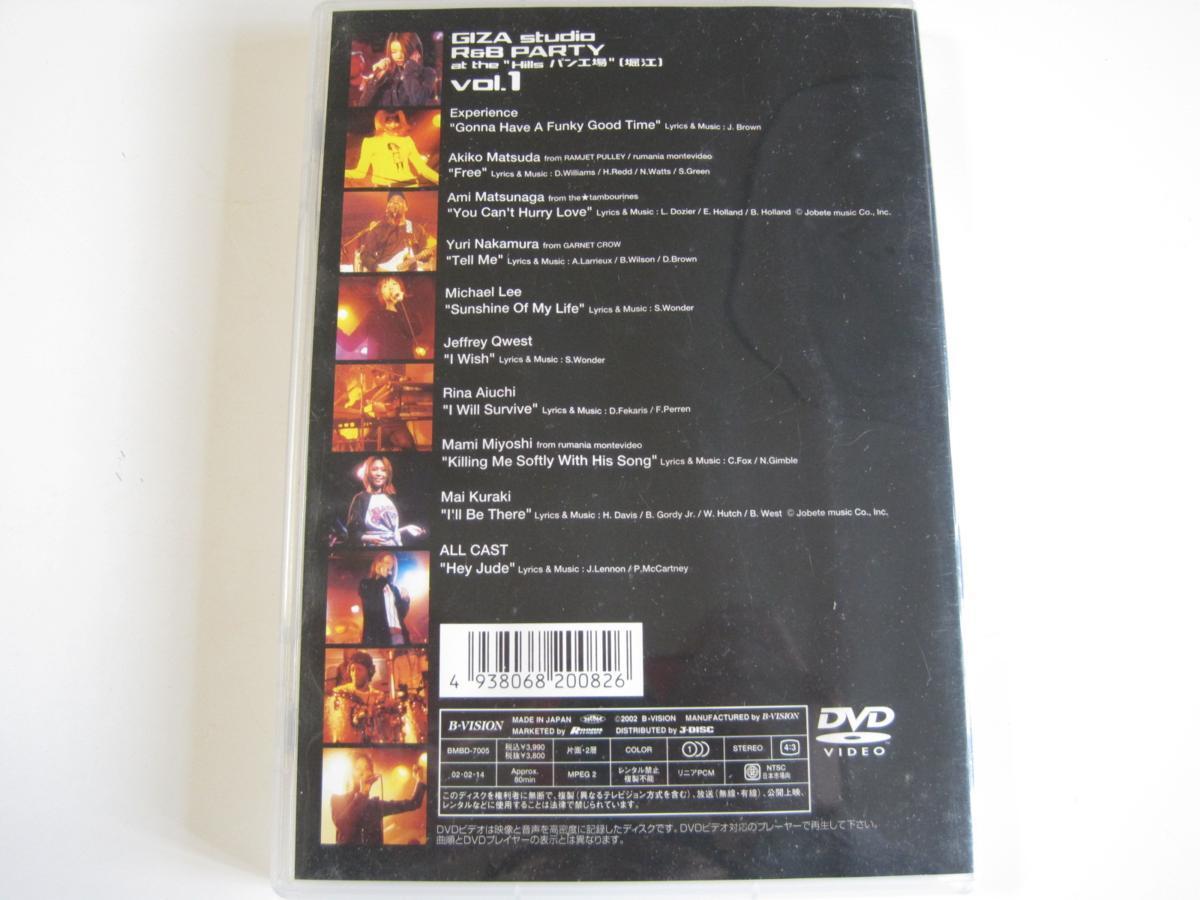 GIZA studio
R&B PARTY
at the "Hills パン工場" (堀江)
vol.1
Experience
"Gonna Have A Funky Good Time" Lyrics & Music : J. Brown
Akiko Matsuda from RAMJET PULLEY / rumania montevideo
"Free" Lyrics & Music : D.Williams / H.Redd / N.Watts / S.Green
Ami Matsunaga from the★tambourines
"You Can't Hurry Love" Lyrics & Music : L. Dozier / E. Holland / B. Holland © Jobete music Co., Inc.
Yuri Nakamura from GARNET CROW
"Tell Me" Lyrics & Music : A.Larrieux / B.Wilson / D.Brown
Michael Lee
"Sunshine Of My Life" Lyrics & Music : S.Wonder
Jeffrey Qwest
"I Wish" Lyrics & Music : S.Wonder
Rina Aiuchi
"I Will Survive" Lyrics & Music : D.Fekaris / F.Perren
Mami Miyoshi from rumania montevideo
"Killing Me Softly With His Song" Lyrics & Music : C.Fox / N.Gimble
Mai Kuraki
"I'll Be There" Lyrics & Music : H. Davis / B. Gordy Jr. / W. Hutch / B. West © Jobete music Co., Inc.
ALL CAST
"Hey Jude" Lyrics & Music : J.Lennon / P.McCartney
4 938068 200826
B-VISION MADE IN JAPAN ©2002 B-VISION MANUFACTURED by B-VISION
MARKETED by DISTRIBUTED by J-DISC
BMBD-7005 税込¥3,990 税抜¥3,800 片面・2層 COLOR 1 STEREO 4:3
02・02・14 Approx. 80min MPEG 2 レンタル禁止 複製不能 リニアPCM NTSC 日本市場向
このディスクを権利者に無断で、複製(異なるテレビジョン方式を含む)、放送(無線・有線)、公開上映、
レンタルなどに使用することは法律で禁じられています。
DVD
VIDEO
DVDビデオは映像と音声を高密度に記録したディスクです。DVDビデオ対応のプレーヤーで再生して下さい。
曲順とDVDプレイヤーの表示とは異なります。